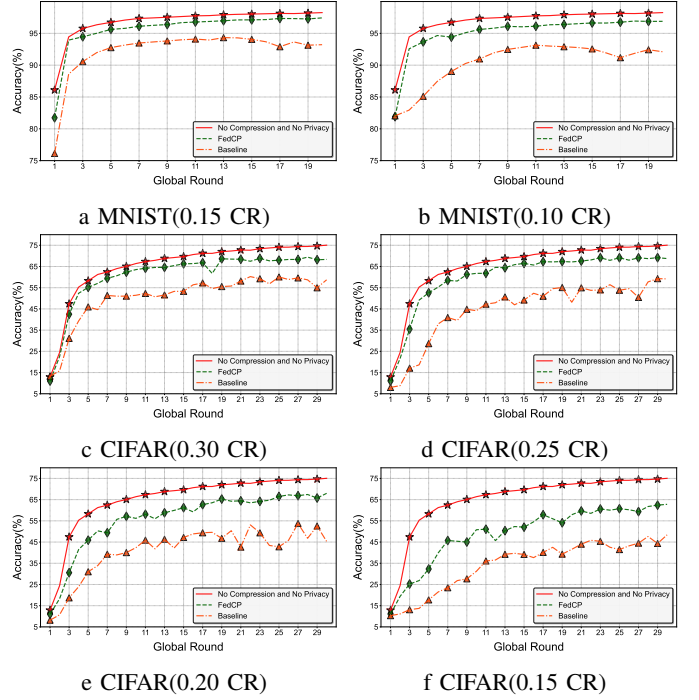 Accuracy(%)
95
90
85
80
75
1 3 5 7 9 11 13 15 17 19
Global Round
No Compression and No Privacy
FedCP
Baseline
a MNIST(0.15 CR)
Accuracy(%)
95
90
85
80
75
1 3 5 7 9 11 13 15 17 19
Global Round
No Compression and No Privacy
FedCP
Baseline
b MNIST(0.10 CR)
Accuracy(%)
75
65
55
45
35
25
15
5
1 3 5 7 9 11 13 15 17 19 21 23 25 27 29
Global Round
No Compression and No Privacy
FedCP
Baseline
c CIFAR(0.30 CR)
Accuracy(%)
75
65
55
45
35
25
15
5
1 3 5 7 9 11 13 15 17 19 21 23 25 27 29
Global Round
No Compression and No Privacy
FedCP
Baseline
d CIFAR(0.25 CR)
Accuracy(%)
75
65
55
45
35
25
15
5
1 3 5 7 9 11 13 15 17 19 21 23 25 27 29
Global Round
No Compression and No Privacy
FedCP
Baseline
e CIFAR(0.20 CR)
Accuracy(%)
75
65
55
45
35
25
15
5
1 3 5 7 9 11 13 15 17 19 21 23 25 27 29
Global Round
No Compression and No Privacy
FedCP
Baseline
f CIFAR(0.15 CR)